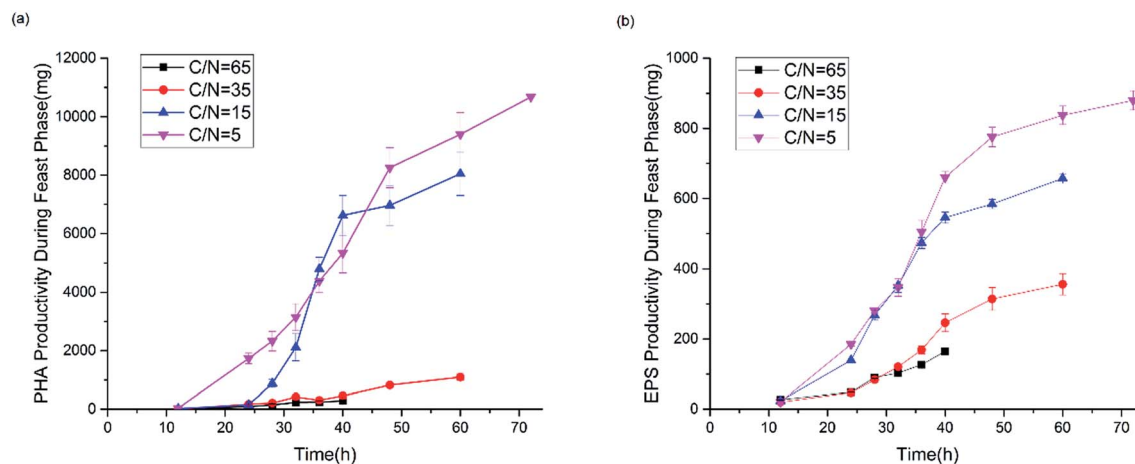 (a)
PHA Productivity During Feast Phase(mg)
12000
10000
8000
6000
4000
2000
0
C/N=65
C/N=35
C/N=15
C/N=5
0 10 20 30 40 50 60 70
Time(h)
(b)
EPS Productivity During Feast Phase(mg)
1000
800
600
400
200
0
C/N=65
C/N=35
C/N=15
C/N=5
0 10 20 30 40 50 60 70
Time(h)